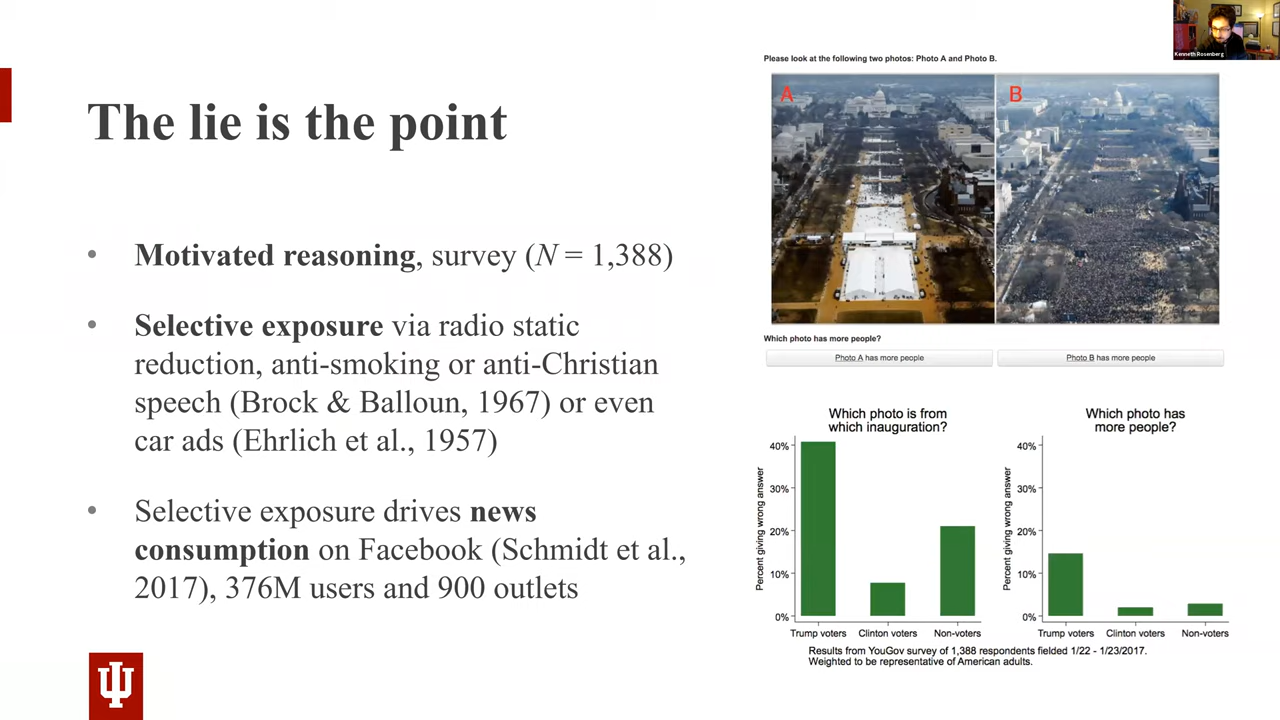 The lie is the point
• Motivated reasoning, survey (N = 1,388)
• Selective exposure via radio static
reduction, anti-smoking or anti-Christian
speech (Brock & Balloun, 1967) or even
car ads (Ehrlich et al., 1957)
• Selective exposure drives news
consumption on Facebook (Schmidt et al.,
2017), 376M users and 900 outlets
Kenneth Rosenberg
Please look at the following two photos: Photo A and Photo B.
A
B
Which photo has more people?
Photo A has more people
Photo B has more people
Which photo is from
which inauguration?
Percent giving wrong answer
40%
30%
20%
10%
0%
Trump voters
Clinton voters
Non-voters
Which photo has
more people?
Percent giving wrong answer
40%
30%
20%
10%
0%
Trump voters
Clinton voters
Non-voters
Results from YouGov survey of 1,388 respondents fielded 1/22 - 1/23/2017.
Weighted to be representative of American adults.